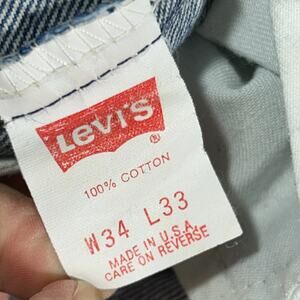 Levi's
®
100% COTTON
W34 L33
MADE IN U.S.A.
CARE ON REVERSE